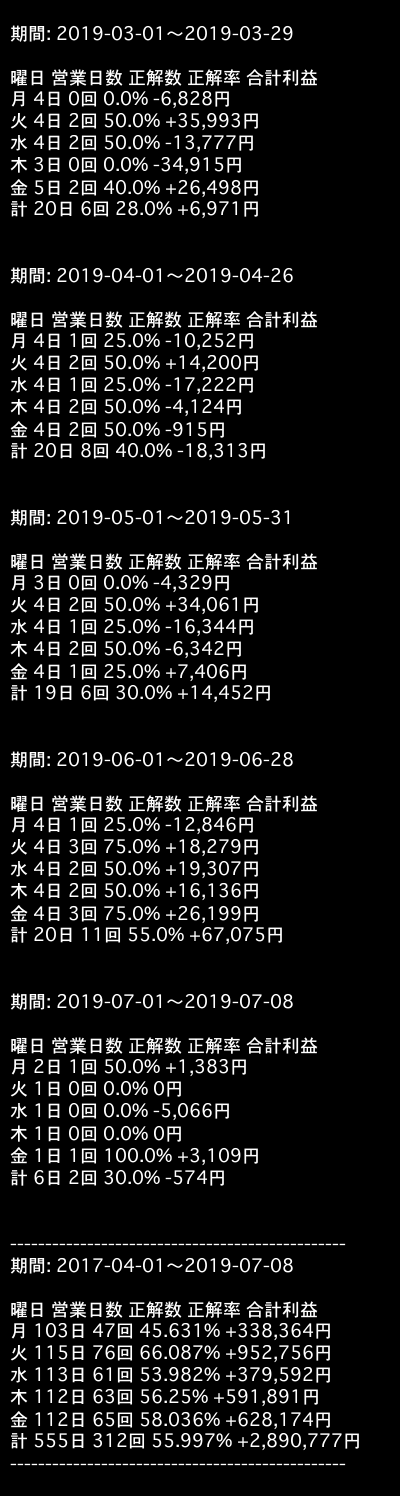 期間: 2019-03-01〜2019-03-29
曜日 営業日数 正解数 正解率 合計利益
月 4日 0回 0.0% -6,828円
火 4日 2回 50.0% +35,993円
水 4日 2回 50.0% -13,777円
木 3日 0回 0.0% -34,915円
金 5日 2回 40.0% +26,498円
計 20日 6回 28.0% +6,971円
期間: 2019-04-01〜2019-04-26
曜日 営業日数 正解数 正解率 合計利益
月 4日 1回 25.0% -10,252円
火 4日 2回 50.0% +14,200円
水 4日 1回 25.0% -17,222円
木 4日 2回 50.0% -4,124円
金 4日 2回 50.0% -915円
計 20日 8回 40.0% -18,313円
期間: 2019-05-01〜2019-05-31
曜日 営業日数 正解数 正解率 合計利益
月 3日 0回 0.0% -4,329円
火 4日 2回 50.0% +34,061円
水 4日 1回 25.0% -16,344円
木 4日 2回 50.0% -6,342円
金 4日 1回 25.0% +7,406円
計 19日 6回 30.0% +14,452円
期間: 2019-06-01〜2019-06-28
曜日 営業日数 正解数 正解率 合計利益
月 4日 1回 25.0% -12,846円
火 4日 3回 75.0% +18,279円
水 4日 2回 50.0% +19,307円
木 4日 2回 50.0% +16,136円
金 4日 3回 75.0% +26,199円
計 20日 11回 55.0% +67,075円
期間: 2019-07-01〜2019-07-08
曜日 営業日数 正解数 正解率 合計利益
月 2日 1回 50.0% +1,383円
火 1日 0回 0.0% 0円
水 1日 0回 0.0% -5,066円
木 1日 0回 0.0% 0円
金 1日 1回 100.0% +3,109円
計 6日 2回 30.0% -574円
------------------------------------------------
期間: 2017-04-01〜2019-07-08
曜日 営業日数 正解数 正解率 合計利益
月 103日 47回 45.631% +338,364円
火 115日 76回 66.087% +952,756円
水 113日 61回 53.982% +379,592円
木 112日 63回 56.25% +591,891円
金 112日 65回 58.036% +628,174円
計 555日 312回 55.997% +2,890,777円
------------------------------------------------